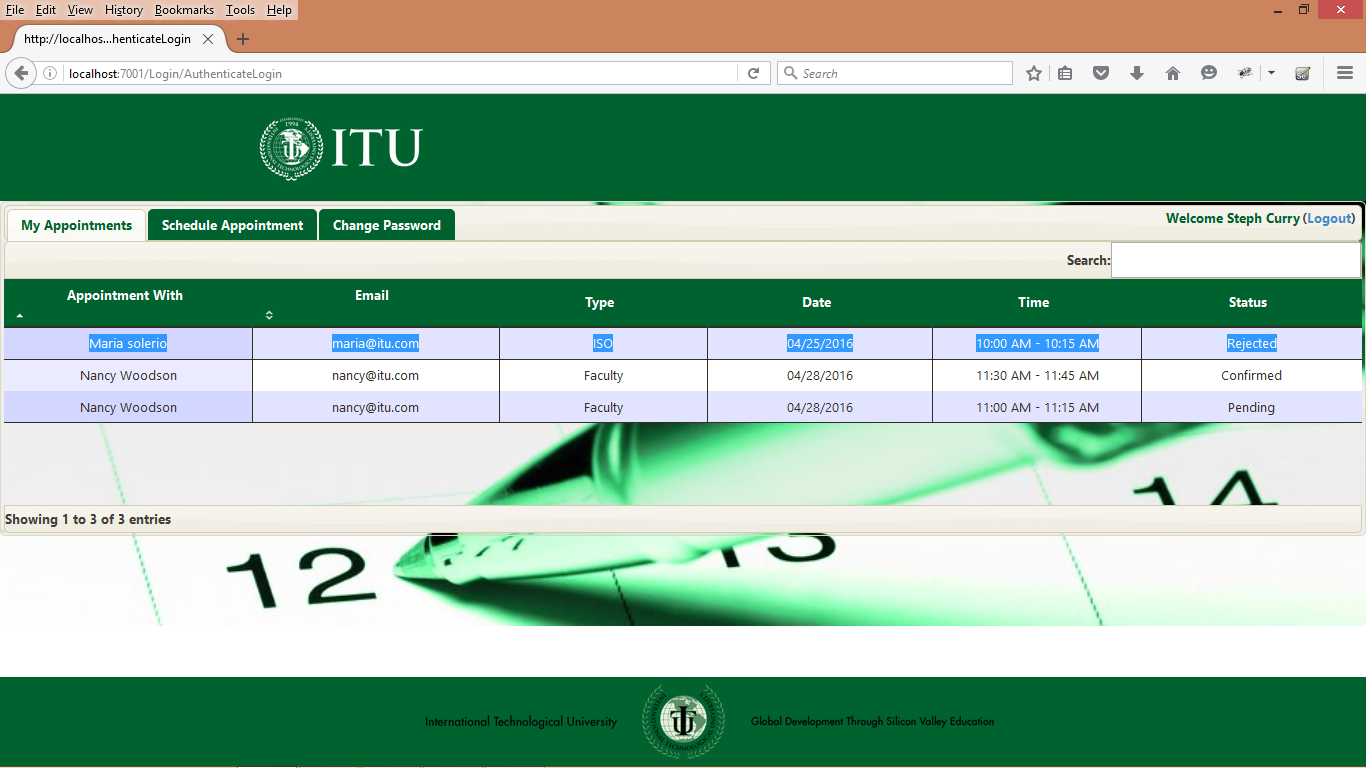 File Edit View History Bookmarks Tools Help
http://localhos...henticateLogin
localhost:7001/Login/AuthenticateLogin
Search
1994
ITU
My Appointments Schedule Appointment Change Password
Welcome Steph Curry (Logout)
Search:
Appointment With Email Type Date Time Status
Maria solerio maria@itu.com ISO 04/25/2016 10:00 AM - 10:15 AM Rejected
Nancy Woodson nancy@itu.com Faculty 04/28/2016 11:30 AM - 11:45 AM Confirmed
Nancy Woodson nancy@itu.com Faculty 04/28/2016 11:00 AM - 11:15 AM Pending
14
Showing 1 to 3 of 3 entries
12 13
International Technological University
Global Development Through Silicon Valley Education